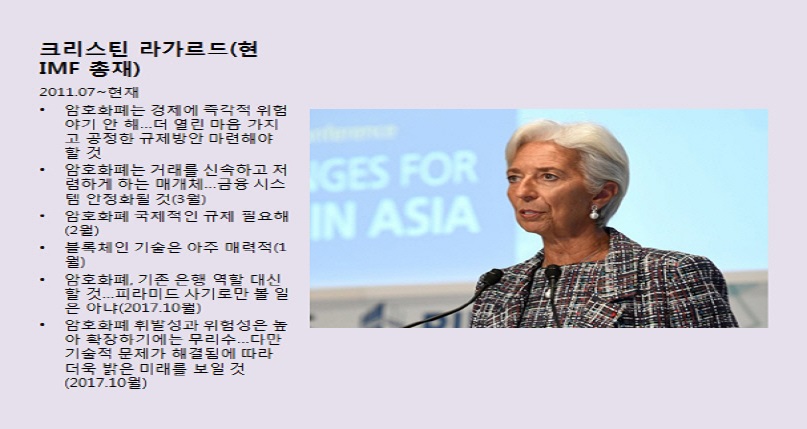 크리스틴 라가르드(현
IMF 총재)
2011.07~현재
• 암호화폐는 경제에 즉각적 위험
야기 안 해...더 열린 마음 가지
고 공정한 규제방안 마련해야
할 것
• 암호화폐는 거래를 신속하고 저
렴하게 하는 매개체...금융 시스
템 안정화될 것(3월)
• 암호화폐 국제적인 규제 필요해
(2월)
• 블록체인 기술은 아주 매력적(1
월)
• 암호화폐, 기존 은행 역할 대신
할 것...피라미드 사기로만 볼 일
은 아냐(2017.10월)
• 암호화폐 휘발성과 위험성은 높
아 확장하기에는 무리수...다만
기술적 문제가 해결됨에 따라
더욱 밝은 미래를 보일 것
(2017.10월)
nference
NGES FOR
IN ASIA